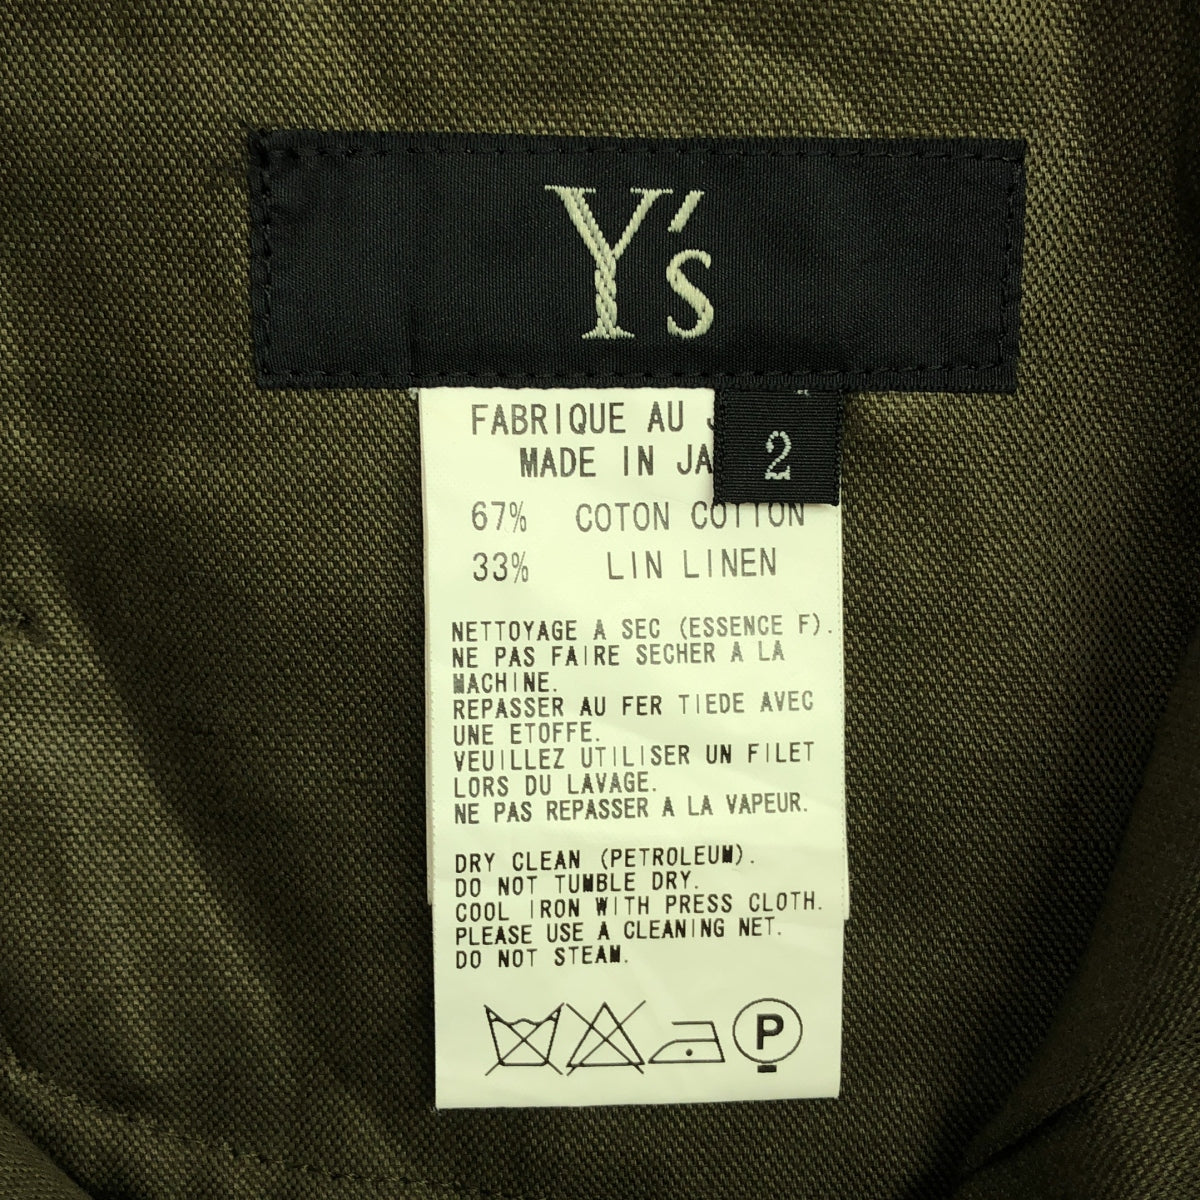 Y's
FABRIQUE AU
MADE IN
2
67% COTON COTTON
33% LIN LINEN
NETTOYAGE A SEC (ESSENCE F).
NE PAS FAIRE SECHER A LA
MACHINE.
REPASSER AU FER TIEDE AVEC
UNE ETOFFE.
VEUILLEZ UTILISER UN FILET
LORS DU LAVAGE.
NE PAS REPASSER A LA VAPEUR.
DRY CLEAN (PETROLEUM).
DO NOT TUMBLE DRY.
COOL IRON WITH PRESS CLOTH.
PLEASE USE A CLEANING NET.
DO NOT STEAM.
P